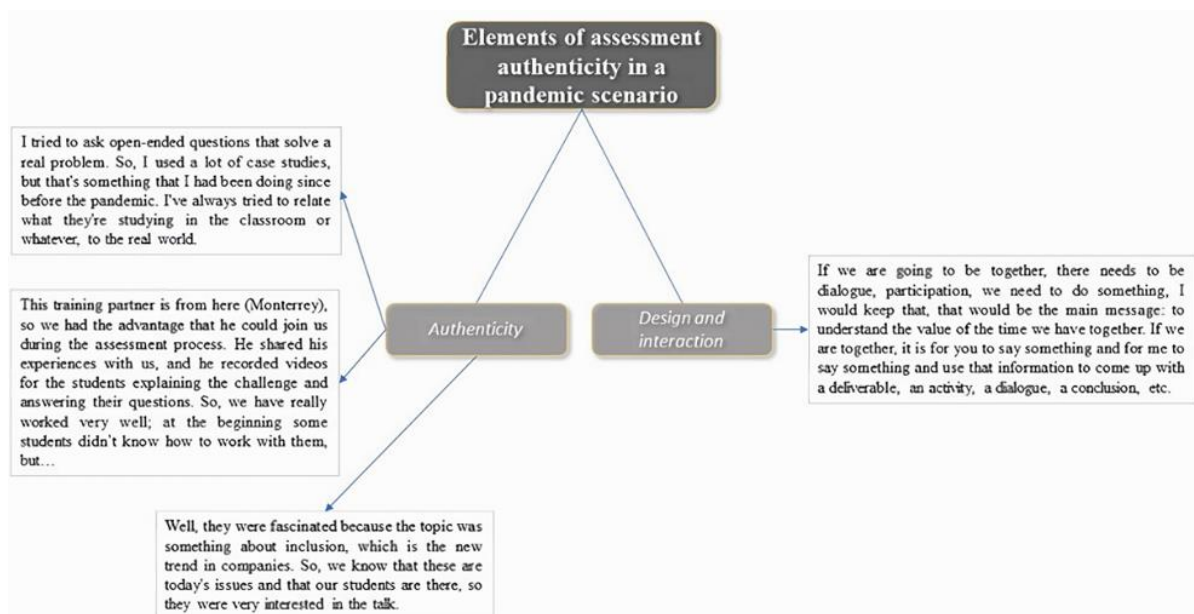 Elements of assessment
authenticity in a
pandemic scenario
I tried to ask open-ended questions that solve a
real problem. So, I used a lot of case studies,
but that's something that I had been doing since
before the pandemic. I've always tried to relate
what they're studying in the classroom or
whatever, to the real world.
This training partner is from here (Monterrey),
so we had the advantage that he could join us
during the assessment process. He shared his
experiences with us, and he recorded videos
for the students explaining the challenge and
answering their questions. So, we have really
worked very well; at the beginning some
students didn't know how to work with them,
but…
Authenticity
Design and
interaction
If we are going to be together, there needs to be
dialogue, participation, we need to do something, I
would keep that, that would be the main message: to
understand the value of the time we have together. If
we are together, it is for you to say something and for me to
say something and use that information to come up with
a deliverable, an activity, a dialogue, a conclusion, etc.
Well, they were fascinated because the topic was
something about inclusion, which is the new
trend in companies. So, we know that these are
today's issues and that our students are there, so
they were very interested in the talk.